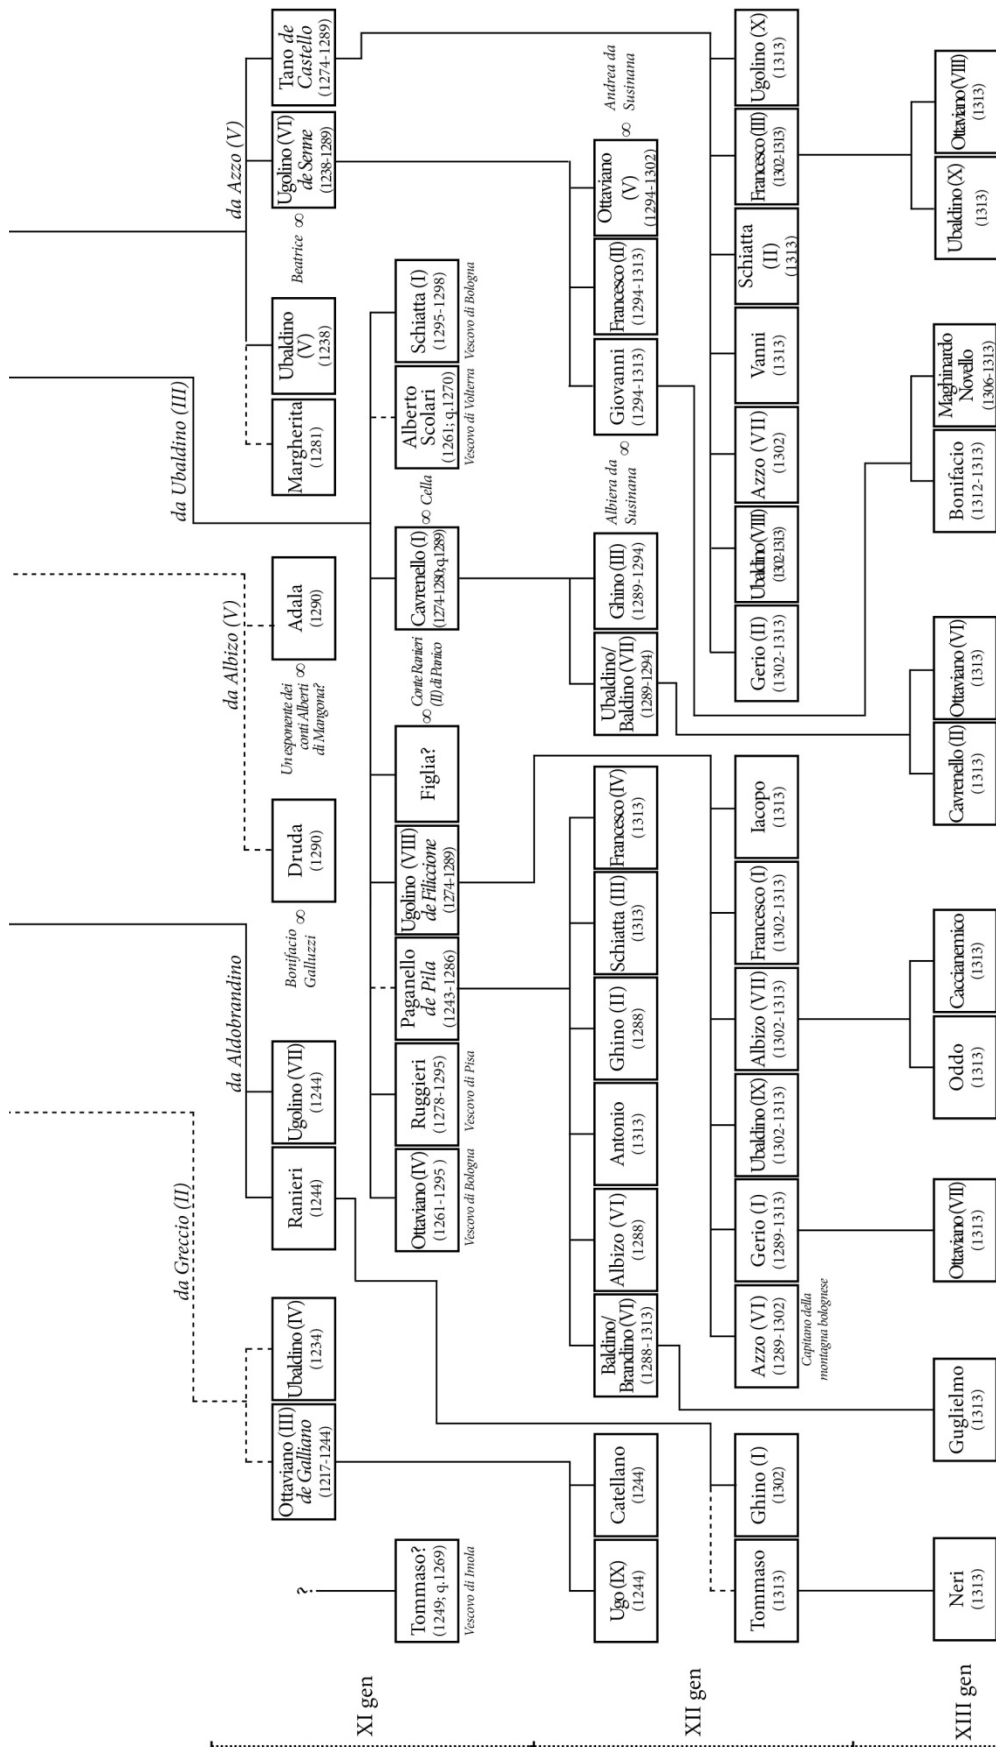 da Greccio (II)
da Aldobrandino
da Albizo (V)
da Ubaldino (III)
da Azzo (V)
XI gen
Ottaviano (III)
de Galliano
(1217-1244)
Ubaldino (IV)
(1234)
Ranieri
(1244)
Ugolino (VII)
(1244)
Bonifacio ∞
Galluzzi
Druda
(1290)
Un esponente dei
conti Alberti ∞
di Mangona?
Adala
(1290)
Margherita
(1281)
Ubaldino
(V)
(1238)
Beatrice ∞
Ugolino (VI)
de Senne
(1238-1289)
Tano de
Castello
(1274-1289)
?
Tommaso?
(1249; q.1269)
Vescovo di Imola
Ottaviano (IV)
(1261-1295)
Vescovo di Bologna
Ruggieri
(1278-1295)
Vescovo di Pisa
Paganello
de Pila
(1243-1286)
Ugolino (VIII)
de Filiccione
(1274-1289)
Figlia?
∞ Conte Ranieri
(II) di Panico
Cavrenello (I)
(1274-1280; q.1289)
∞ Cella
Alberto
Scolari
(1261; q.1270)
Vescovo di Volterra
Schiatta (I)
(1295-1298)
Vescovo di Bologna
XII gen
Ugo (IX)
(1244)
Catellano
(1244)
Baldino/
Brandino (VI)
(1288-1313)
Albizo (VI)
(1288)
Antonio
(1313)
Ghino (II)
(1288)
Schiatta (III)
(1313)
Francesco (IV)
(1313)
Ubaldino/
Baldino (VII)
(1289-1294)
Ghino (III)
(1289-1294)
Albiera da ∞
Susinana
Giovanni
(1294-1313)
Francesco (II)
(1294-1313)
Ottaviano
(V)
(1294-1302)
∞ Andrea da
Susinana
Tommaso
(1313)
Ghino (I)
(1302)
Azzo (VI)
(1289-1302)
Capitano della
montagna bolognese
Gerio (I)
(1289-1313)
Ubaldino (IX)
(1302-1313)
Albizo (VII)
(1302-1313)
Francesco (I)
(1302-1313)
Iacopo
(1313)
Gerio (II)
(1302-1313)
Ubaldino (VIII)
(1302-1313)
Azzo (VII)
(1302)
Vanni
(1313)
Schiatta
(II)
(1313)
Francesco (III)
(1302-1313)
Ugolino (X)
(1313)
XIII gen
Neri
(1313)
Guglielmo
(1313)
Ottaviano (VII)
(1313)
Oddo
(1313)
Caccianemico
(1313)
Cavrenello (II)
(1313)
Ottaviano (VI)
(1313)
Bonifacio
(1312-1313)
Maghinardo
Novello
(1306-1313)
Ubaldino (X)
(1313)
Ottaviano (VIII)
(1313)